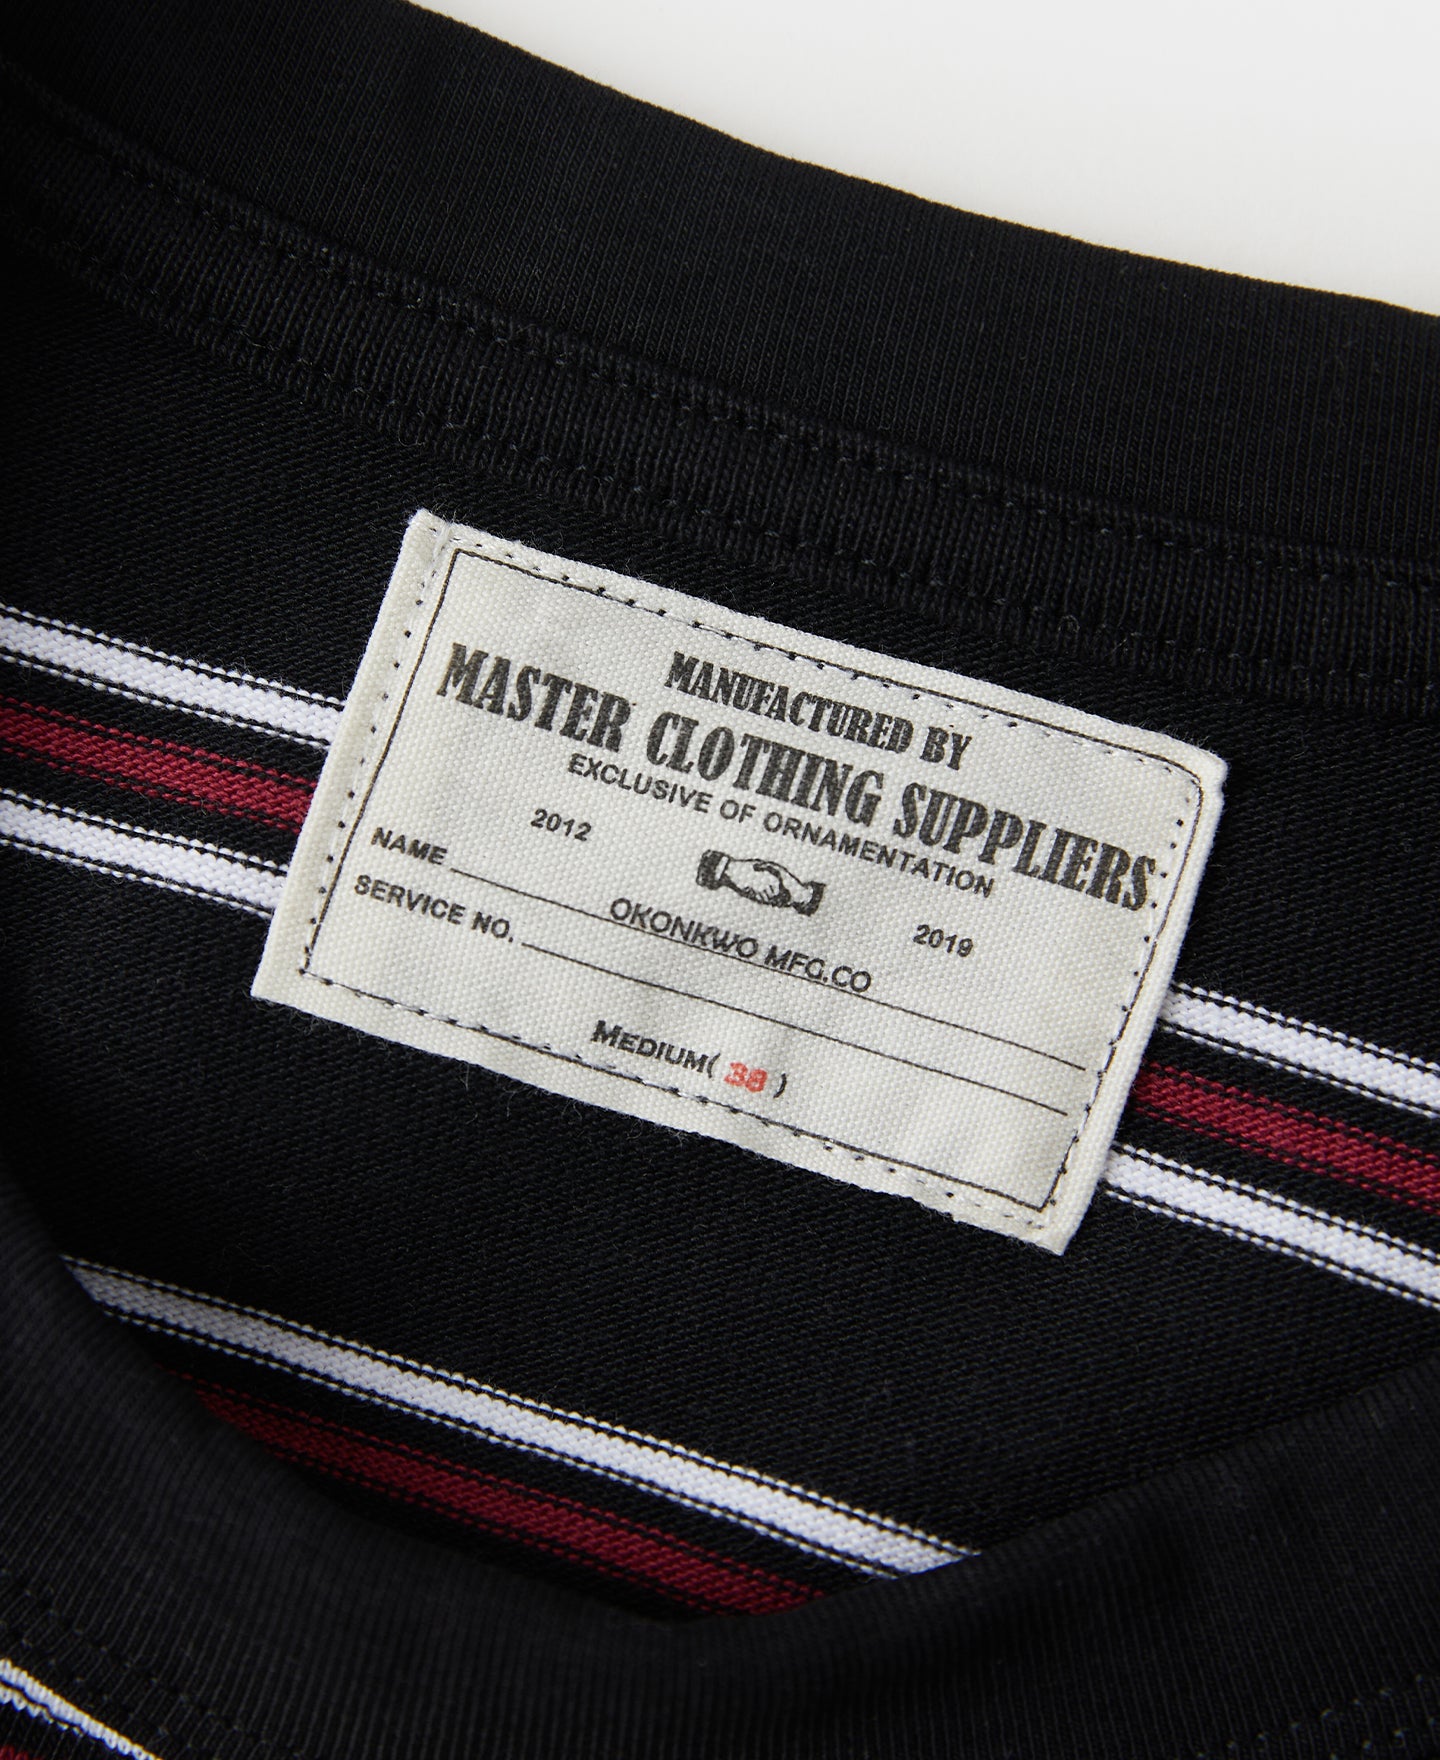 MANUFACTURED BY
MASTER CLOTHING SUPPLIERS
EXCLUSIVE OF ORNAMENTATION
2012 2019
NAME OKONKWO MFG.CO
SERVICE NO.
MEDIUM( 38 )